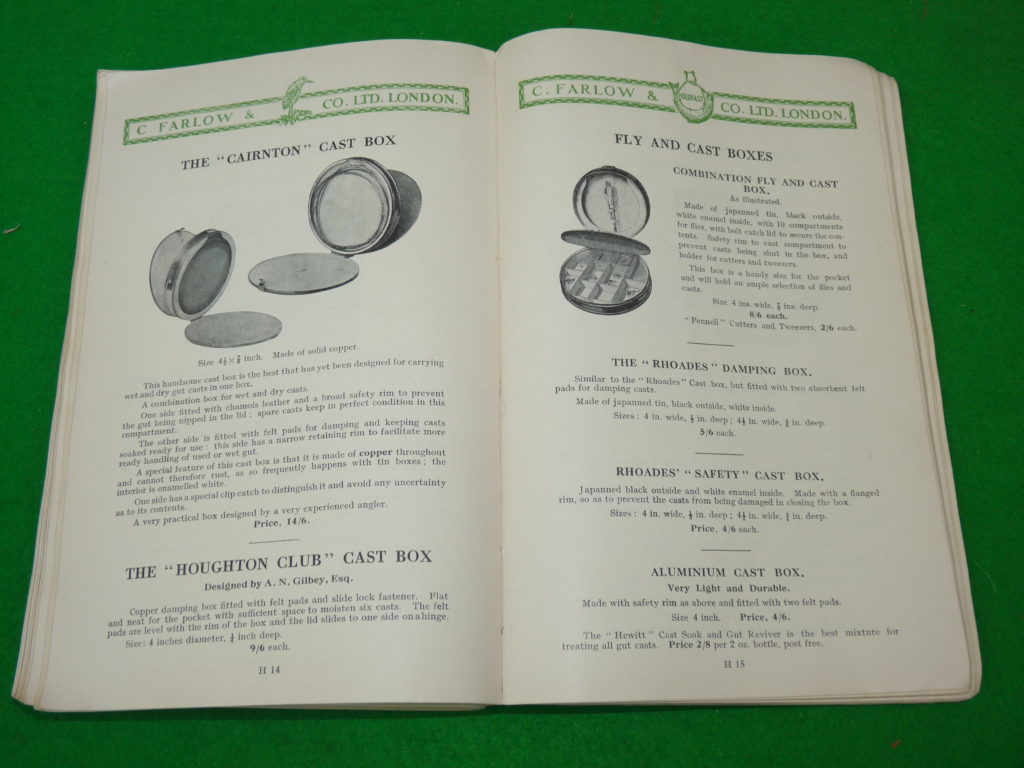 C. FARLOW & CO. LTD. LONDON.
THE "CAIRNTON" CAST BOX
Size 4½ × ⅞ inch. Made of solid copper.
This handsome cast box is the best that has yet been designed for carrying
wet and dry gut casts in one box.
A combination box for wet and dry casts.
One side fitted with chamois leather and a broad safety rim to prevent
the gut being nipped in the lid : spare casts keep in perfect condition in this
compartment.
The other side is fitted with felt pads for damping and keeping casts
soaked ready for use : this side has a narrow retaining rim to facilitate more
ready handling of used or wet gut.
A special feature of this cast box is that it is made of copper throughout
and cannot therefore rust, as so frequently happens with tin boxes ; the
interior is enamelled white.
One side has a special clip catch to distinguish it and avoid any uncertainty
as to its contents.
A very practical box designed by a very experienced angler.
Price, 14/6.
THE "HOUGHTON CLUB" CAST BOX
Designed by A. N. Gilbey, Esq.
Copper damping box fitted with felt pads and slide lock fastener. Flat
and neat for the pocket with sufficient space to moisten six casts. The felt
pads are level with the rim of the box and the lid slides to one side on a hinge.
Size: 4 inches diameter, inch deep.
9/6 each.
H 14
C. FARLOW & CO. LTD. LONDON.
HOLDFAST
FLY AND CAST BOXES
COMBINATION FLY AND CAST
BOX.
As illustrated.
Made of japanned tin, black outside,
white enamel inside, with 10 compartments
for flies, with bolt catch lid to secure the con-
tents. Safety rim to cast compartment to
prevent casts being shut in the box, and
holder for cutters and tweezers.
This box is a handy size for the pocket
and will hold an ample selection of flies and
casts.
Size 4 ins. wide, ins. deep.
8/6 each.
"Pennell" Cutters and Tweezers, 2/6 each.
THE "RHOADES" DAMPING BOX.
Similar to the "Rhoades" Cast box, but fitted with two absorbent felt
pads for damping casts.
Made of japanned tin, black outside, white inside.
Sizes : 4 in. wide, in. deep ; 4½ in. wide, in. deep.
5/6 each.
RHOADES' "SAFETY" CAST BOX.
Japanned black outside and white enamel inside. Made with a flanged
rim, so as to prevent the casts from being damaged in closing the box.
Sizes : 4 in. wide, in. deep ; 4½ in. wide, in. deep.
Price, 4/6 each.
ALUMINIUM CAST BOX.
Very Light and Durable.
Made with safety rim as above and fitted with two felt pads.
Size 4 inch. Price, 4/6.
The "Hewitt" Cast Soak and Gut Reviver is the best mixture for
treating all gut casts. Price 2/8 per 2 oz. bottle, post free.
H 15